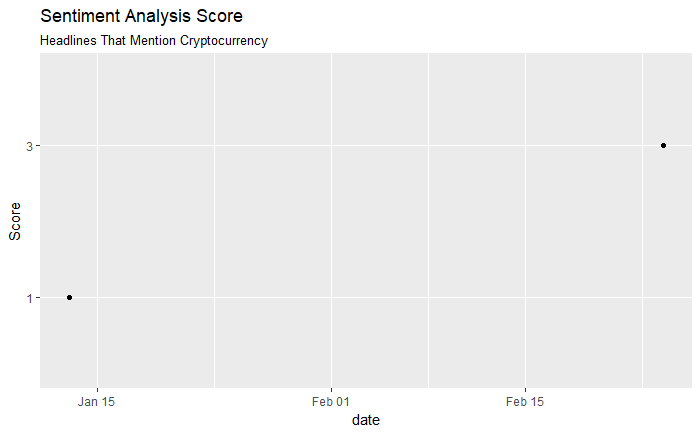 Sentiment Analysis Score
Headlines That Mention Cryptocurrency
3
Score
1
Jan 15
Feb 01
Feb 15
date